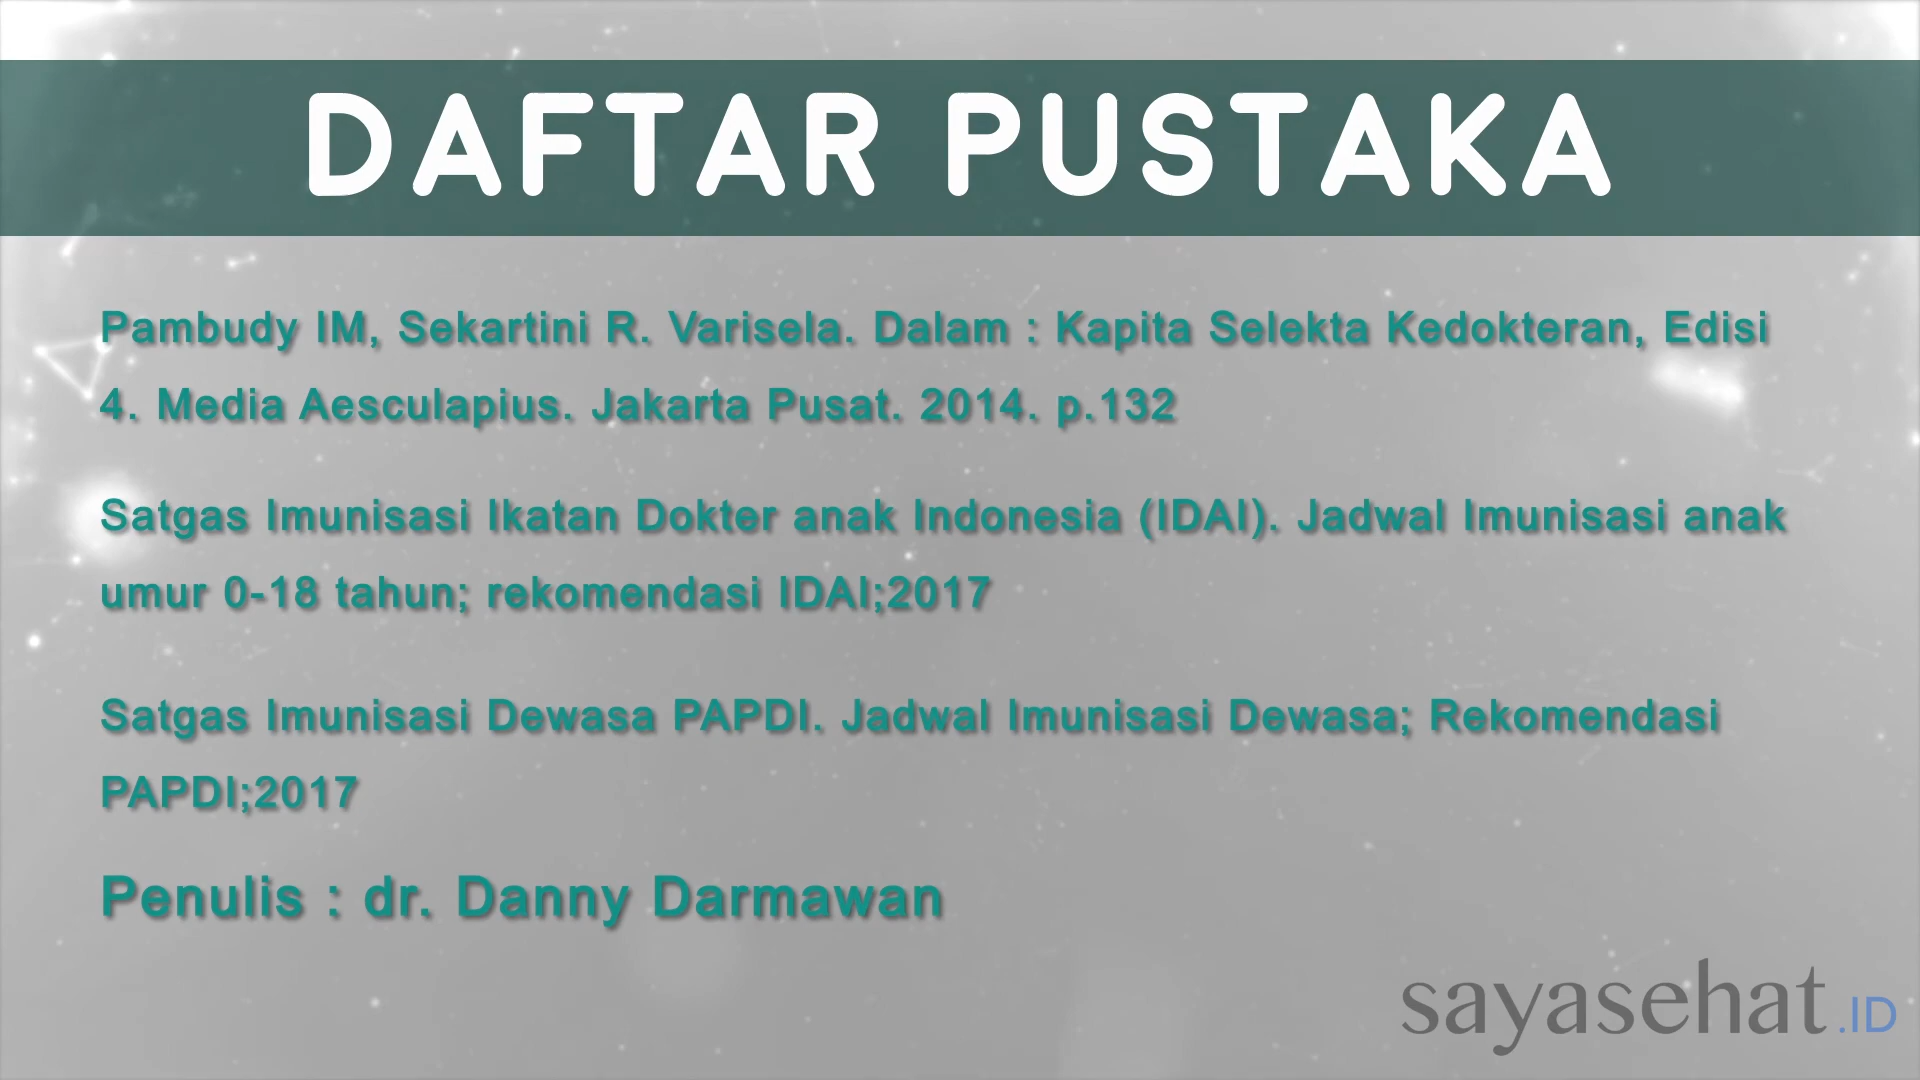 DAFTAR PUSTAKA
Pambudy IM, Sekartini R. Varisela. Dalam : Kapita Selekta Kedokteran, Edisi
4. Media Aesculapius. Jakarta Pusat. 2014. p.132
Satgas Imunisasi Ikatan Dokter anak Indonesia (IDAI). Jadwal Imunisasi anak
umur 0-18 tahun; rekomendasi IDAI;2017
Satgas Imunisasi Dewasa PAPDI. Jadwal Imunisasi Dewasa; Rekomendasi
PAPDI;2017
Penulis : dr. Danny Darmawan
sayasehat.ID